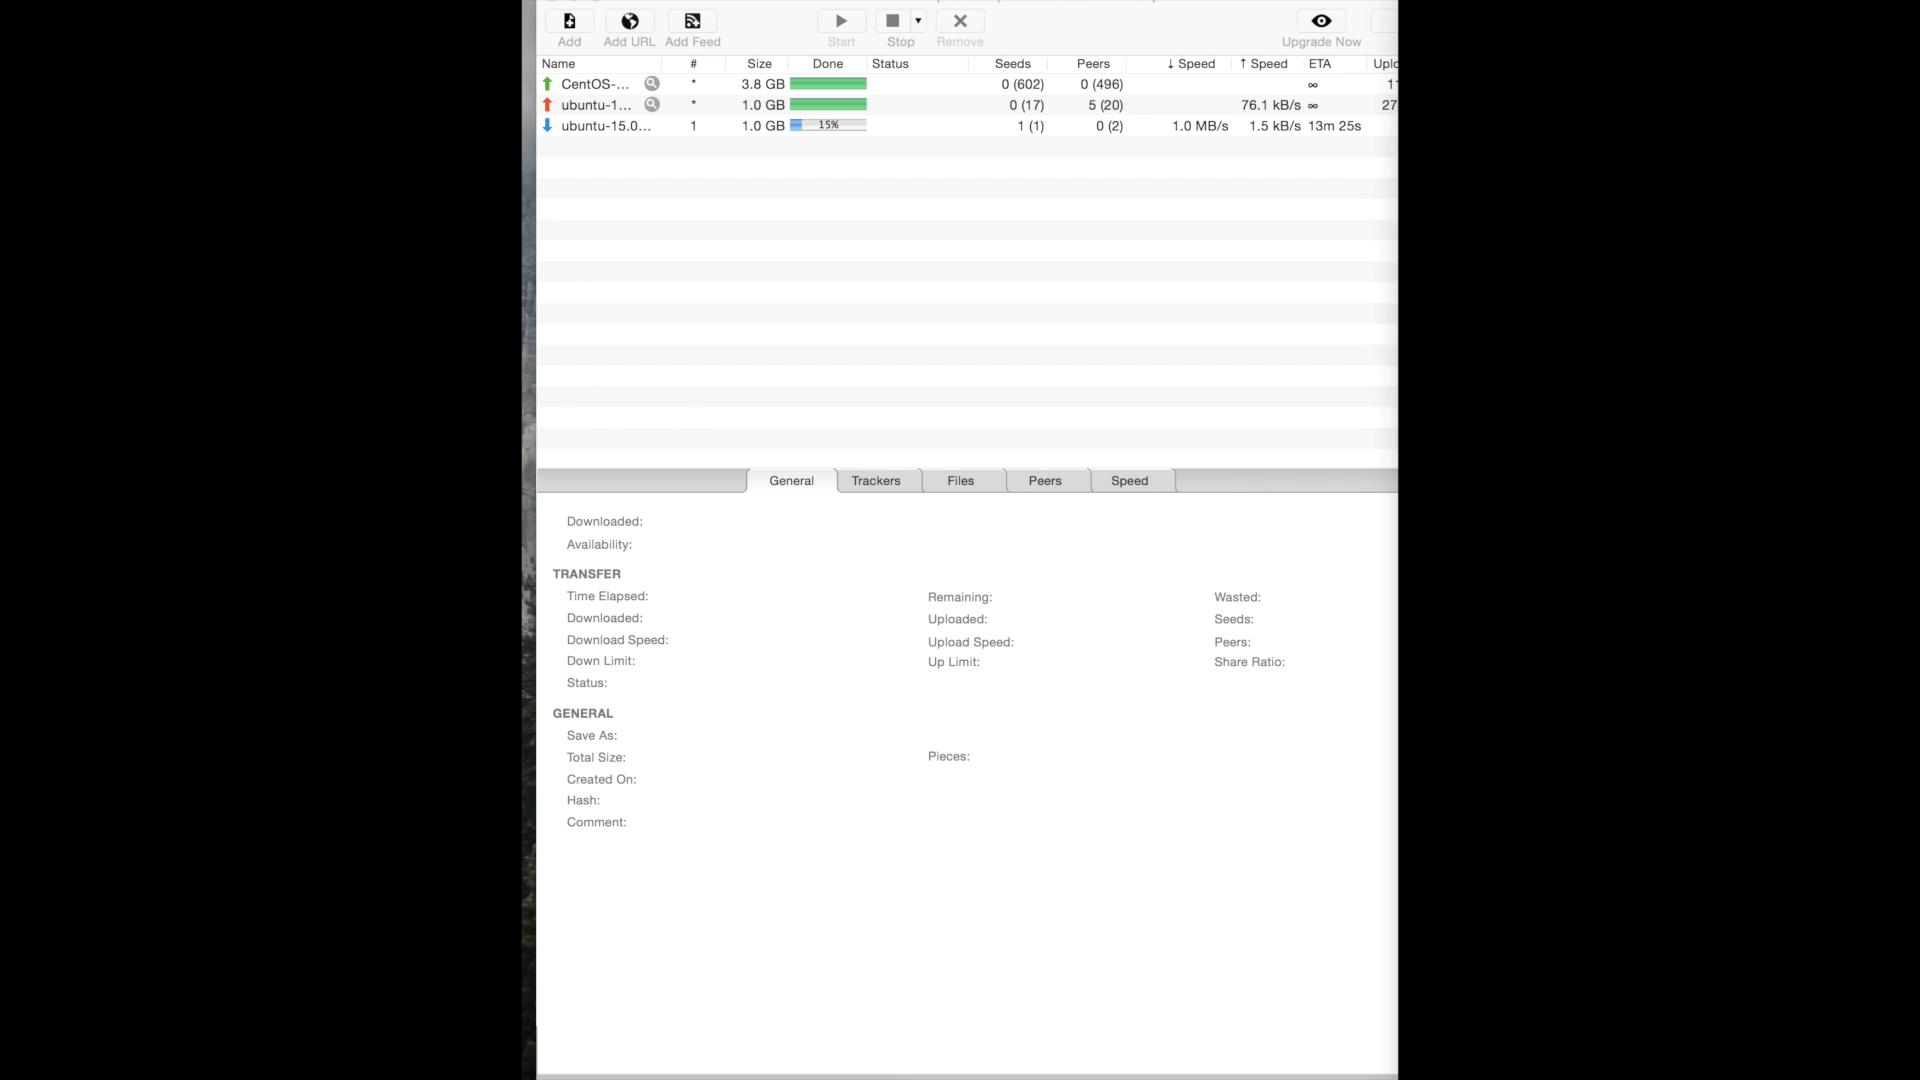 Add Add URL Add Feed Start Stop Remove Upgrade Now
Name # Size Done Status Seeds Peers ↓ Speed ↑ Speed ETA Uplo
CentOS-... * 3.8 GB 0 (602) 0 (496) ∞ 1
ubuntu-1... * 1.0 GB 0 (17) 5 (20) 76.1 kB/s ∞ 27
ubuntu-15.0... 1 1.0 GB 15% 1 (1) 0 (2) 1.0 MB/s 1.5 kB/s 13m 25s
General Trackers Files Peers Speed
Downloaded:
Availability:
TRANSFER
Time Elapsed: Remaining: Wasted:
Downloaded: Uploaded: Seeds:
Download Speed: Upload Speed: Peers:
Down Limit: Up Limit: Share Ratio:
Status:
GENERAL
Save As:
Total Size: Pieces:
Created On:
Hash:
Comment: